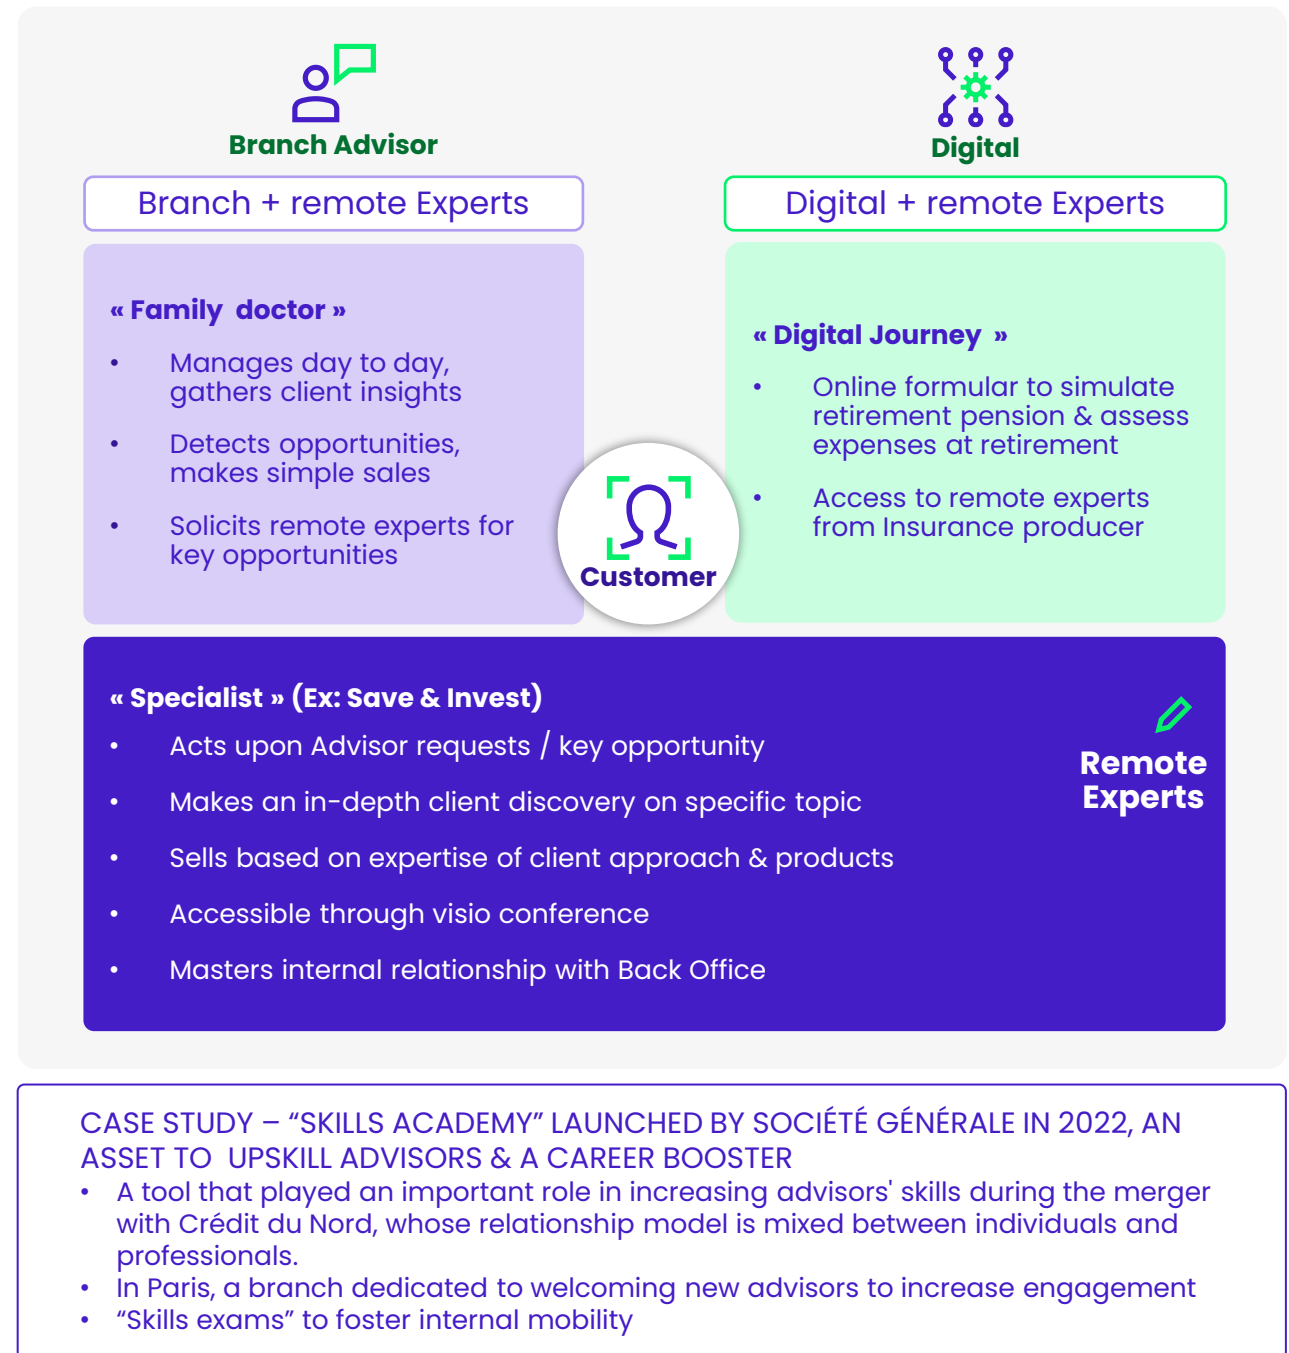 Branch Advisor
Branch + remote Experts
« Family  doctor »
• Manages day to day,
gathers client insights
• Detects opportunities,
makes simple sales
• Solicits remote experts for
key opportunities
Digital
Digital + remote Experts
« Digital Journey  »
• Online formular to simulate
retirement pension & assess
expenses at retirement
• Access to remote experts
from Insurance producer
Customer
« Specialist » (Ex: Save & Invest)
• Acts upon Advisor requests / key opportunity
• Makes an in-depth client discovery on specific topic
• Sells based on expertise of client approach & products
• Accessible through visio conference
• Masters internal relationship with Back Office
Remote
Experts
CASE STUDY – “SKILLS ACADEMY” LAUNCHED BY SOCIÉTÉ GÉNÉRALE IN 2022, AN
ASSET TO  UPSKILL ADVISORS & A CAREER BOOSTER
• A tool that played an important role in increasing advisors' skills during the merger
with Crédit du Nord, whose relationship model is mixed between individuals and
professionals.
• In Paris, a branch dedicated to welcoming new advisors to increase engagement
• “Skills exams” to foster internal mobility